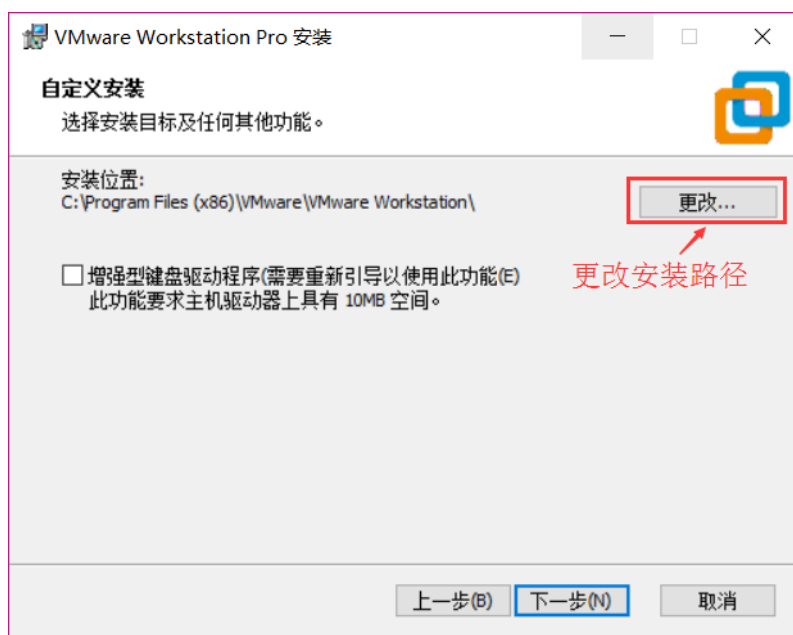 VMware Workstation Pro 安装
自定义安装
选择安装目标及任何其他功能。
安装位置:
C:\Program Files (x86)\VMware\VMware Workstation\
更改...
更改安装路径
增强型键盘驱动程序(需要重新引导以使用此功能(E)
此功能要求主机驱动器上具有 10MB 空间。
上一步(B)
下一步(N)
取消